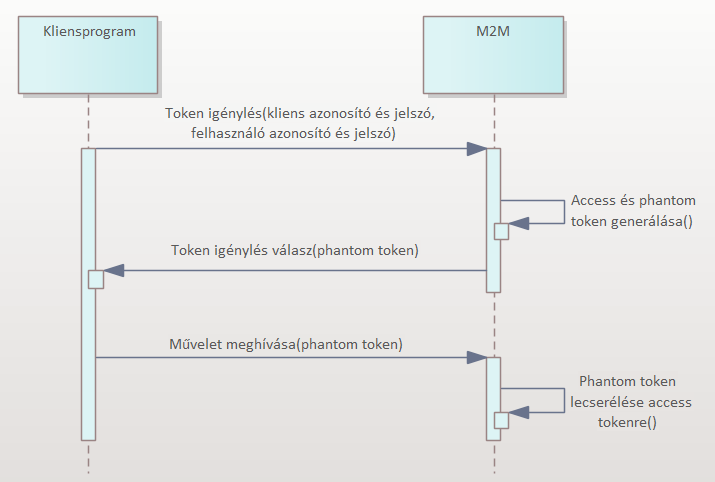 Kliensprogram
M2M
Token igénylés(kliens azonosító és jelszó,
felhasználó azonosító és jelszó)
Access és phantom
token generálása()
Token igénylés válasz(phantom token)
Művelet meghívása(phantom token)
Phantom token
lecserélése access
tokenre()